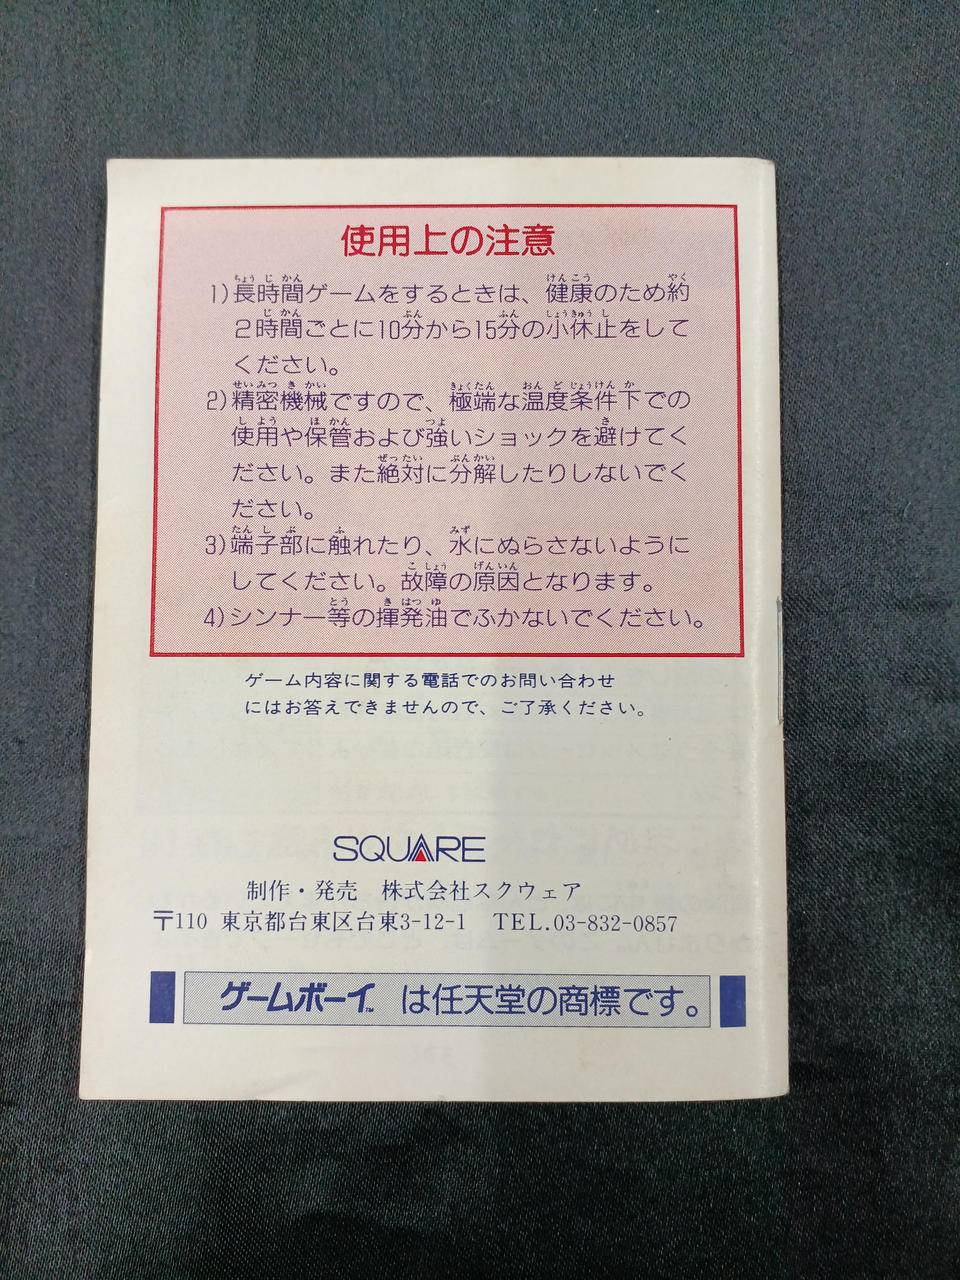 使用上の注意
1)長時間ゲームをするときは、健康のため約
2時間ごとに10分から15分の小休止をして
ください。
2)精密機械ですので、極端な温度条件下での
使用や保管および強いショックを避けてく
ださい。また絶対に分解したりしないでく
ださい。
3)端子部に触れたり、水にぬらさないように
してください。故障の原因となります。
4)シンナー等の揮発油でふかないでください。
ゲーム内容に関する電話でのお問い合わせ
にはお答えできませんので、ご了承ください。
SQUARE
制作・発売 株式会社スクウェア
〒110 東京都台東区台東3-12-1 TEL.03-832-0857
ゲームボーイ™ は任天堂の商標です。